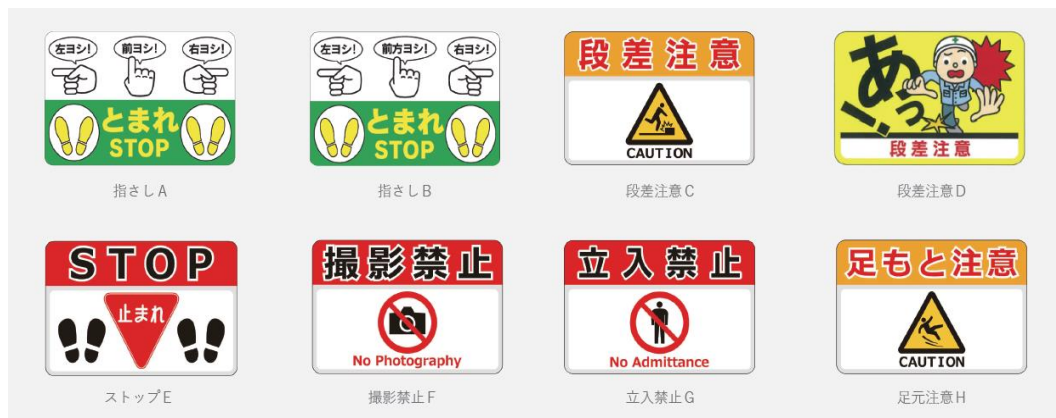 左ヨシ! 前ヨシ! 右ヨシ!
とまれ
STOP
指さしA
左ヨシ! 前方ヨシ! 右ヨシ!
とまれ
STOP
指さしB
段差注意
CAUTION
段差注意C
あっ!
段差注意
段差注意D
STOP
止まれ
ストップE
撮影禁止
No Photography
撮影禁止F
立入禁止
No Admittance
立入禁止G
足もと注意
CAUTION
足元注意H